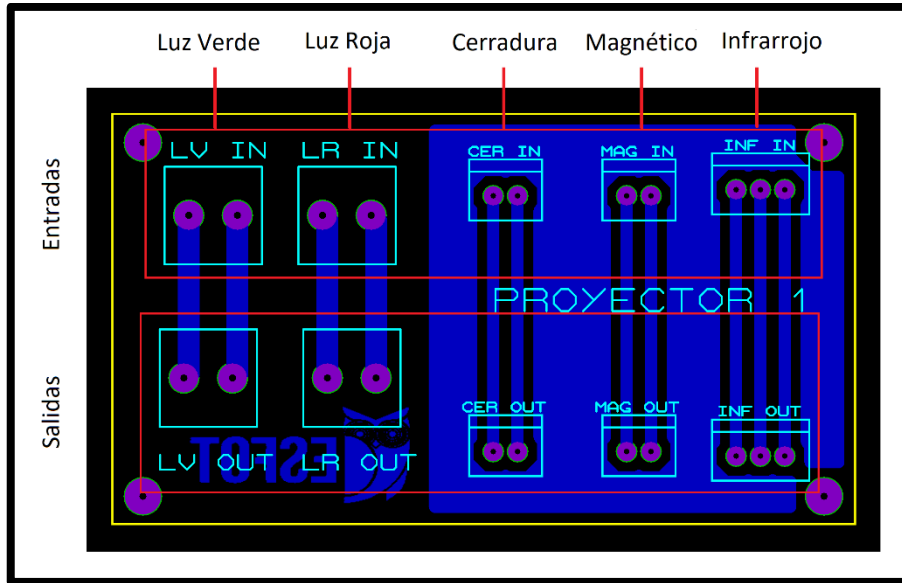 Luz Verde Luz Roja Cerradura Magnético Infrarrojo
Entradas
LV IN LR IN CER IN MAG IN INF IN
PROYECTOR 1
Salidas
CER OUT MAG OUT INF OUT
ESFOT
LV OUT LR OUT